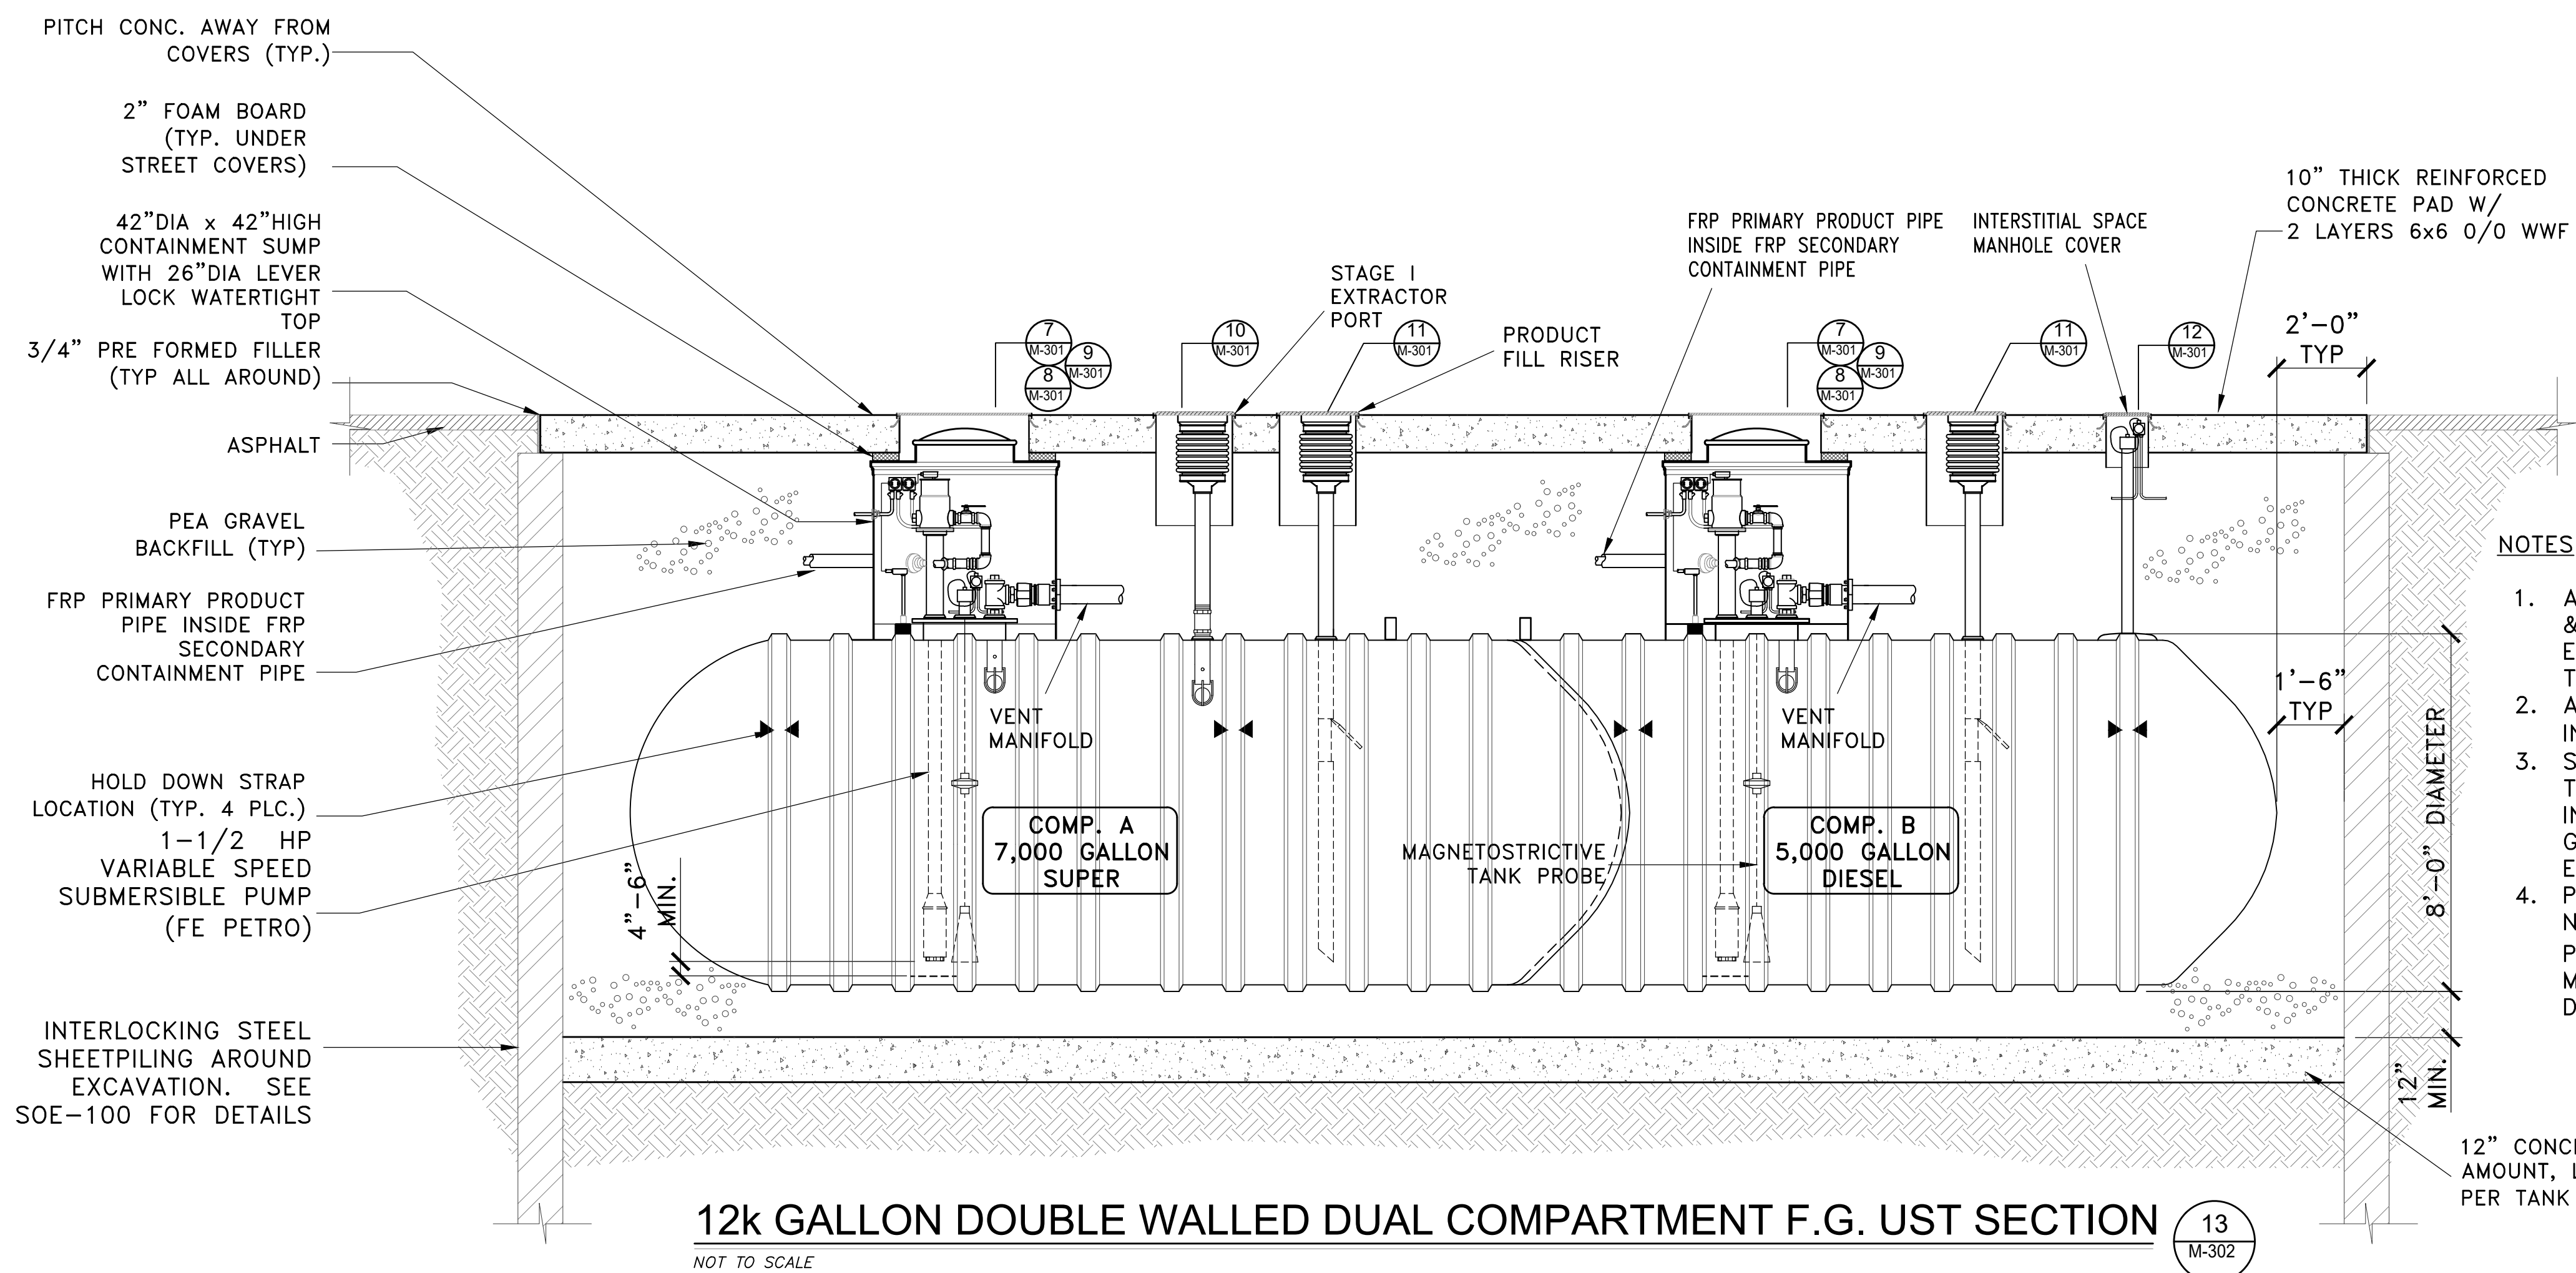 PITCH CONC. AWAY FROM
COVERS (TYP.)
2” FOAM BOARD
(TYP. UNDER
STREET COVERS)
42”DIA x 42”HIGH
CONTAINMENT SUMP
WITH 26”DIA LEVER
LOCK WATERTIGHT
TOP
3/4” PRE FORMED FILLER
(TYP ALL AROUND)
ASPHALT
PEA GRAVEL
BACKFILL (TYP)
FRP PRIMARY PRODUCT
PIPE INSIDE FRP
SECONDARY
CONTAINMENT PIPE
HOLD DOWN STRAP
LOCATION (TYP. 4 PLC.)
1-1/2 HP
VARIABLE SPEED
SUBMERSIBLE PUMP
(FE PETRO)
INTERLOCKING STEEL
SHEETPILING AROUND
EXCAVATION. SEE
SOE-100 FOR DETAILS
7
M-301
9
M-301
8
M-301
10
M-301
STAGE I
EXTRACTOR
PORT
11
M-301
PRODUCT
FILL RISER
FRP PRIMARY PRODUCT PIPE
INSIDE FRP SECONDARY
CONTAINMENT PIPE
7
M-301
9
M-301
8
M-301
INTERSTITIAL SPACE
MANHOLE COVER
11
M-301
12
M-301
10” THICK REINFORCED
CONCRETE PAD W/
2 LAYERS 6x6 0/0 WWF
2’-0”
TYP
VENT
MANIFOLD
VENT
MANIFOLD
COMP. A
7,000 GALLON
SUPER
MAGNETOSTRICTIVE
TANK PROBE
COMP. B
5,000 GALLON
DIESEL
4”-6”
MIN.
1’-6”
TYP
8’-0” DIAMETER
12”
MIN.
NOTES
1. A
&
E
T
2. A
IN
3. S
T
IN
G
E
4. P
N
P
M
D
12” CONC
AMOUNT, L
PER TANK
12k GALLON DOUBLE WALLED DUAL COMPARTMENT F.G. UST SECTION
13
M-302
NOT TO SCALE